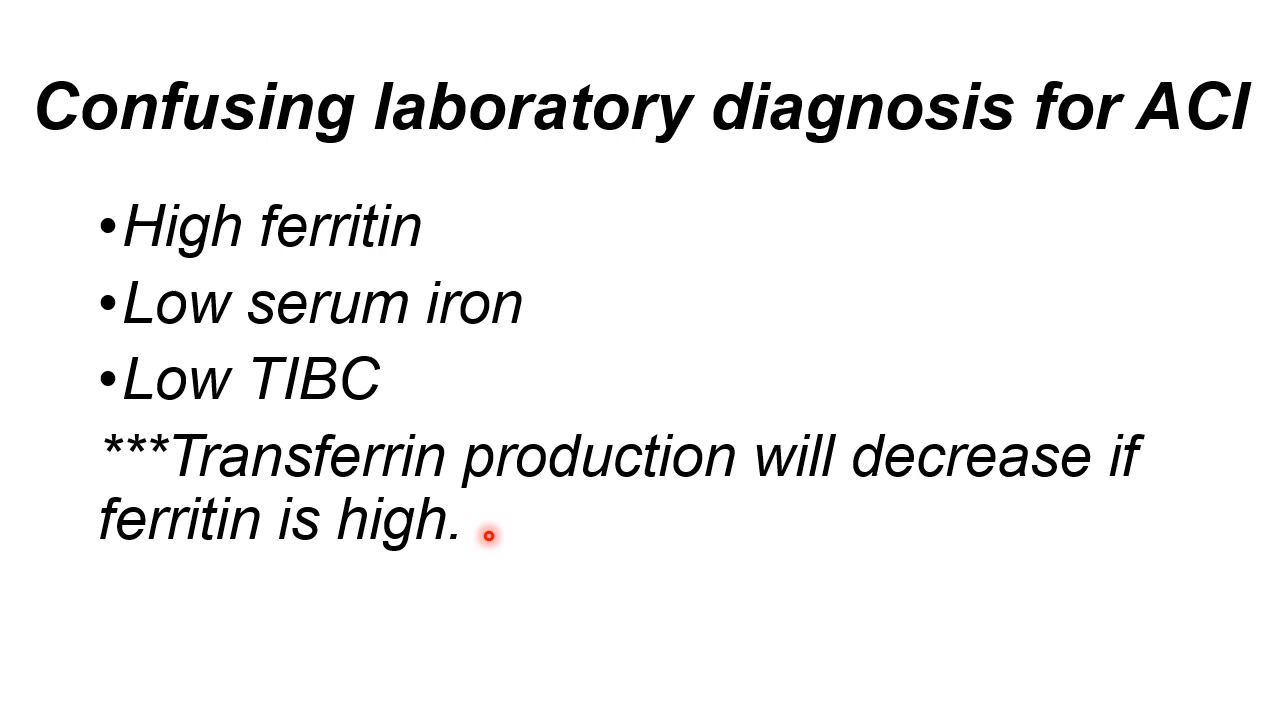 Confusing laboratory diagnosis for ACI
•High ferritin
•Low serum iron
•Low TIBC
***Transferrin production will decrease if
ferritin is high.